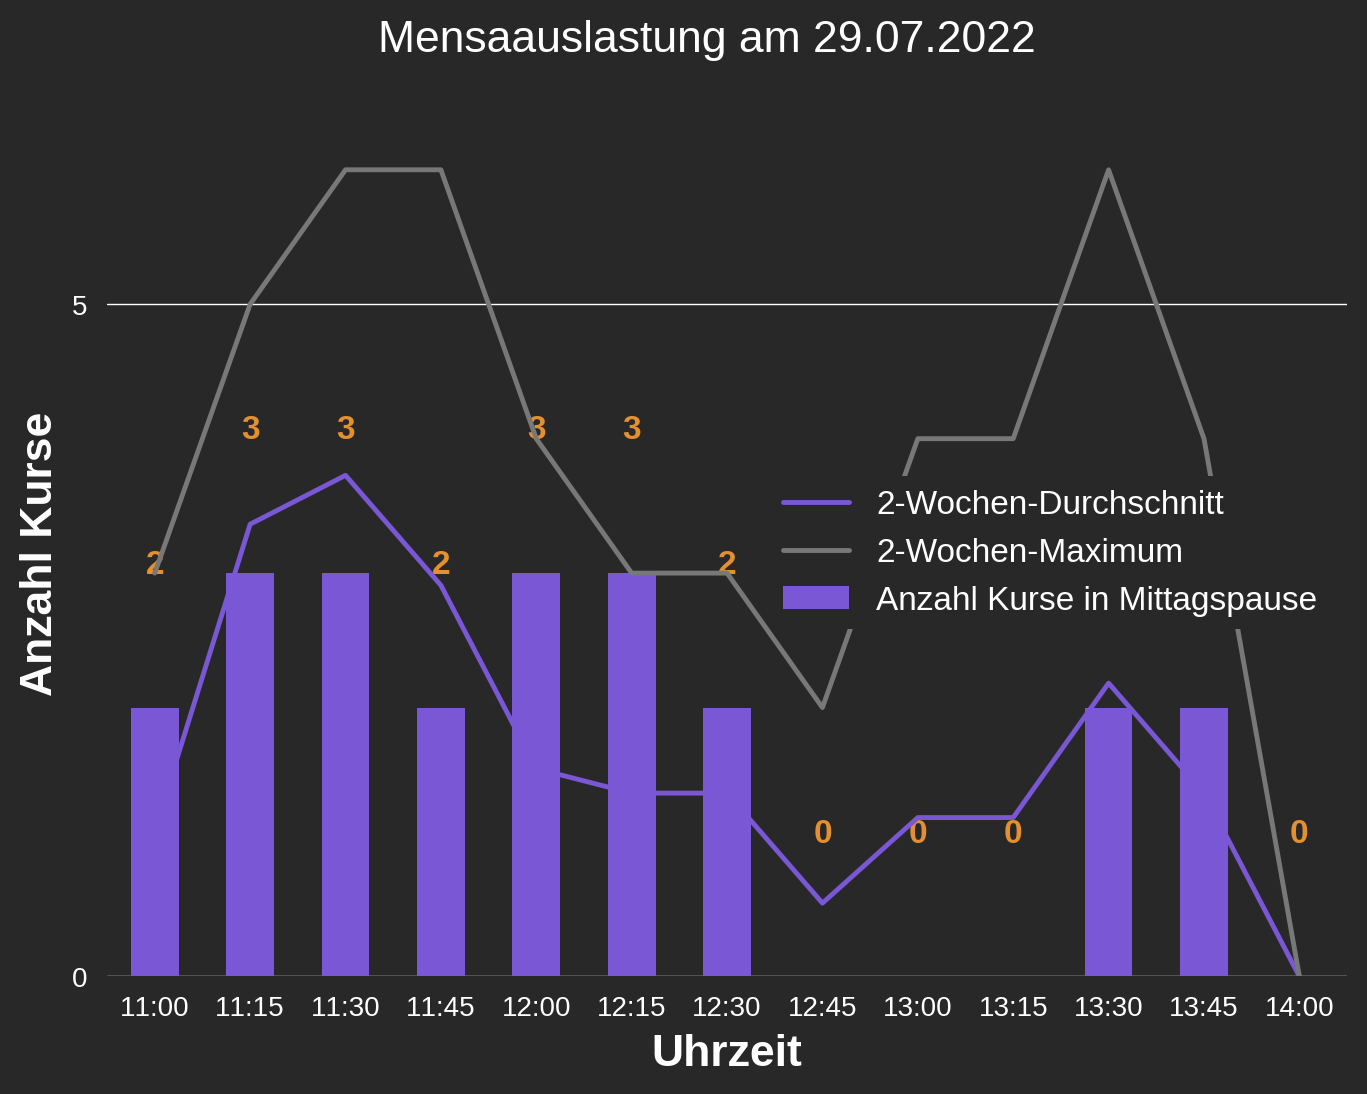 Mensaauslastung am 29.07.2022
5
Anzahl Kurse
3 3 3 3
2-Wochen-Durchschnitt
2-Wochen-Maximum
2 2 2
Anzahl Kurse in Mittagspause
0 0 0 0
0
11:00 11:15 11:30 11:45 12:00 12:15 12:30 12:45 13:00 13:15 13:30 13:45 14:00
Uhrzeit